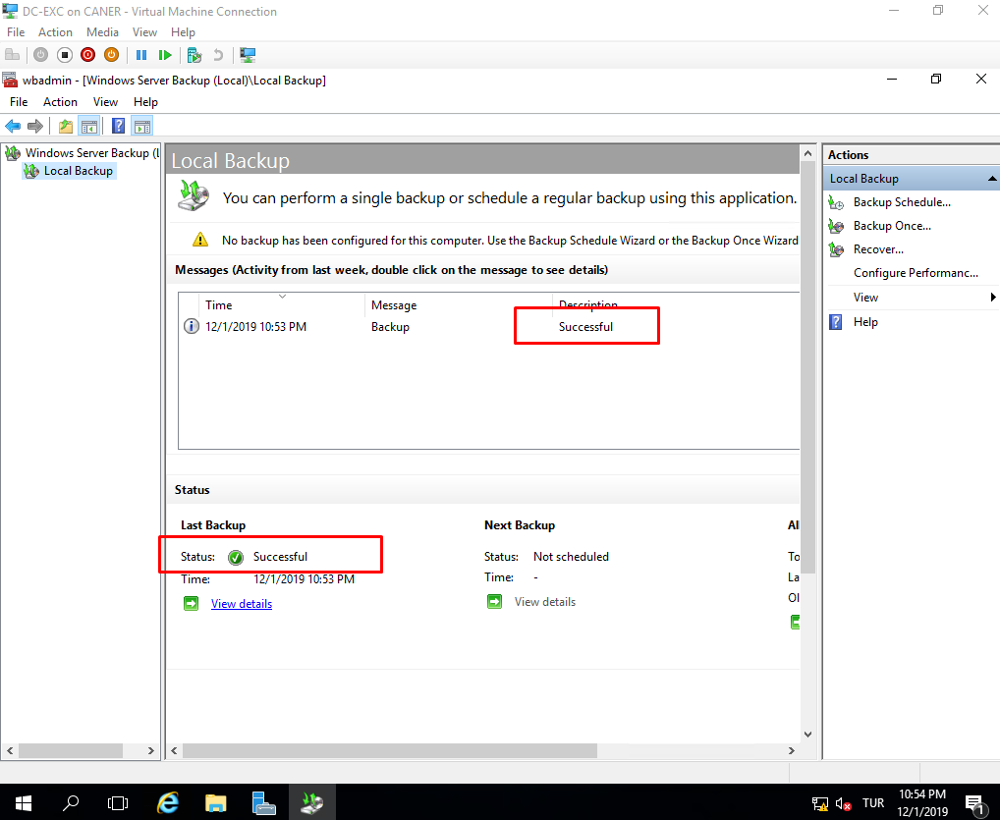 DC-EXC on CANER - Virtual Machine Connection
File Action Media View Help
wbadmin - [Windows Server Backup (Local)\Local Backup]
File Action View Help
Windows Server Backup (L
Local Backup
Local Backup
You can perform a single backup or schedule a regular backup using this application.
No backup has been configured for this computer. Use the Backup Schedule Wizard or the Backup Once Wizard
Messages (Activity from last week, double click on the message to see details)
Time Message Description
12/1/2019 10:53 PM Backup Successful
Status
Last Backup Next Backup Al
Status: Successful Status: Not scheduled To
Time: 12/1/2019 10:53 PM Time: - La
View details View details Ol
Actions
Local Backup
Backup Schedule...
Backup Once...
Recover...
Configure Performanc...
View
Help
TUR
10:54 PM
12/1/2019
1